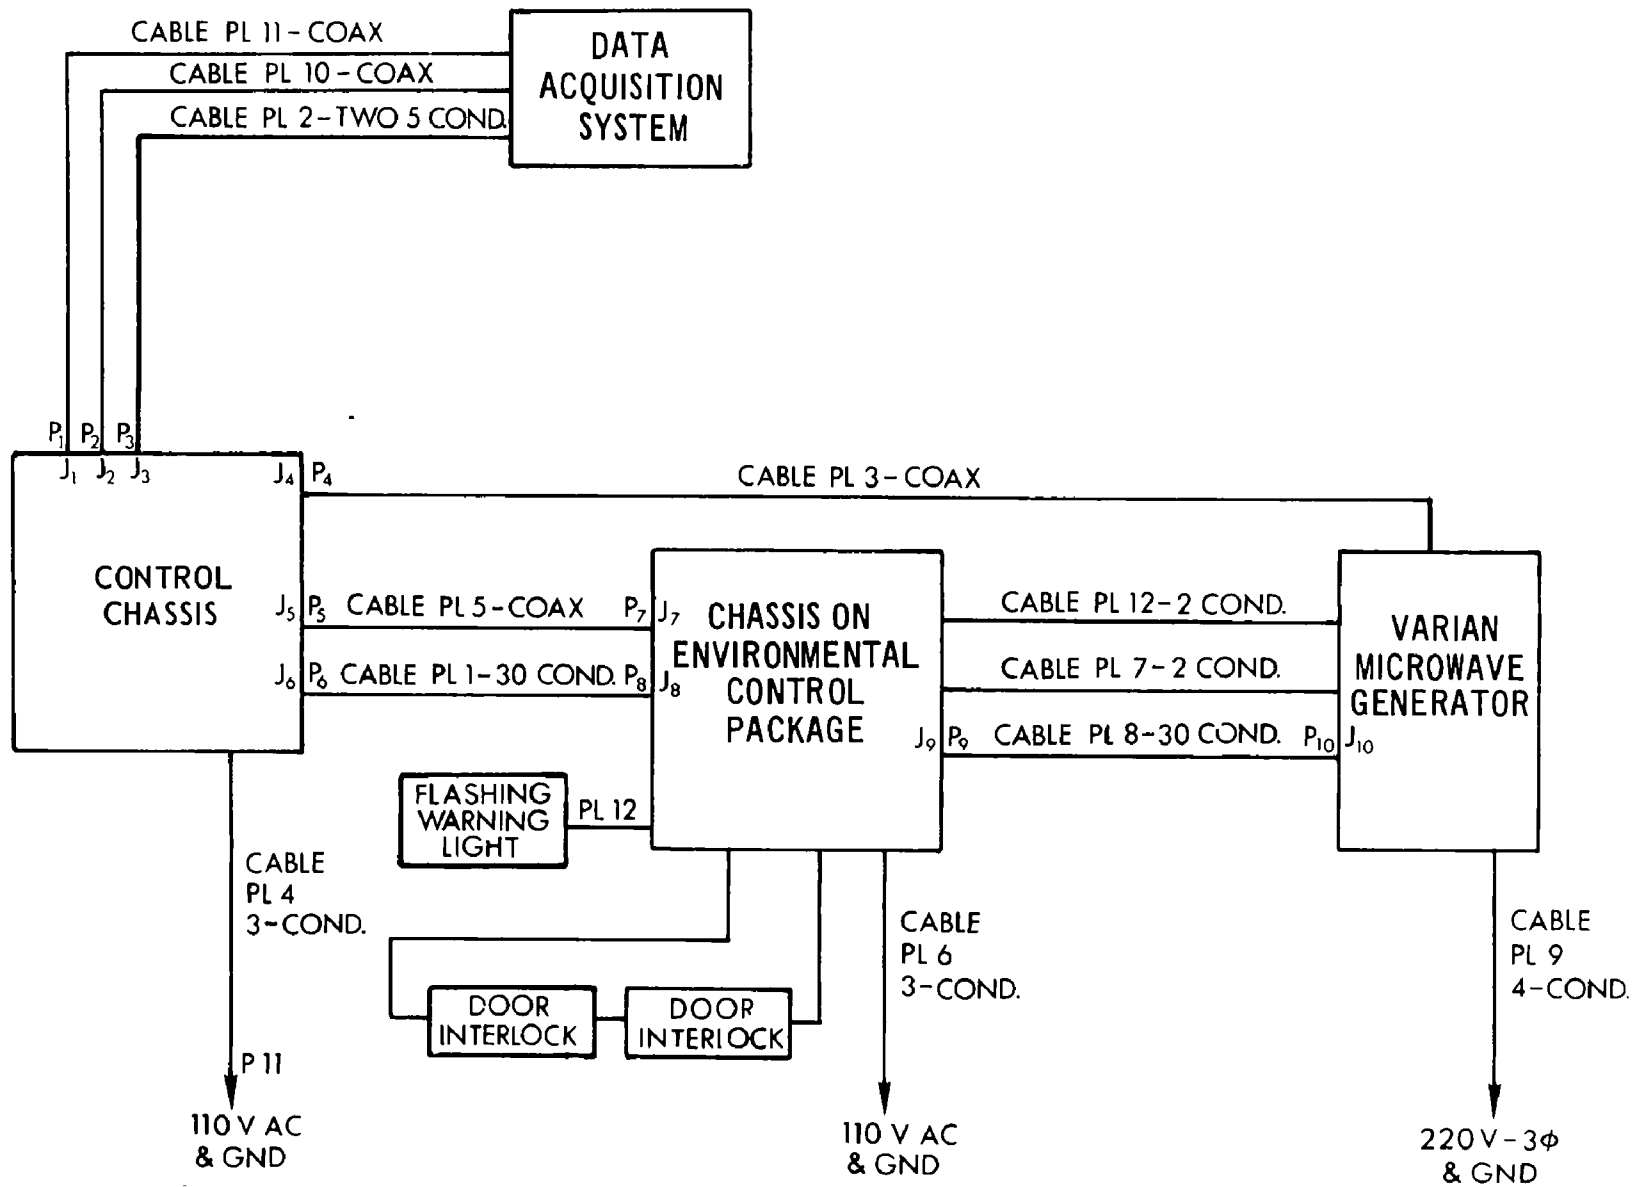 CABLE PL 11-COAX
CABLE PL 10-COAX
CABLE PL 2-TWO 5 COND.
DATA
ACQUISITION
SYSTEM
P1 P2 P3
J1 J2 J3
J4 P4
CABLE PL 3-COAX
CONTROL
CHASSIS
J5 P5 CABLE PL 5-COAX P7 J7
J6 P6 CABLE PL 1-30 COND. P8 J8
CHASSIS ON
ENVIRONMENTAL
CONTROL
PACKAGE
CABLE PL 12-2 COND.
CABLE PL 7-2 COND.
J9 P9 CABLE PL 8-30 COND. P10 J10
VARIAN
MICROWAVE
GENERATOR
FLASHING
WARNING
LIGHT
PL 12
CABLE
PL 4
3-COND.
P 11
110 V AC
& GND
DOOR
INTERLOCK
DOOR
INTERLOCK
CABLE
PL 6
3-COND.
110 V AC
& GND
CABLE
PL 9
4-COND.
220 V-3ϕ
& GND